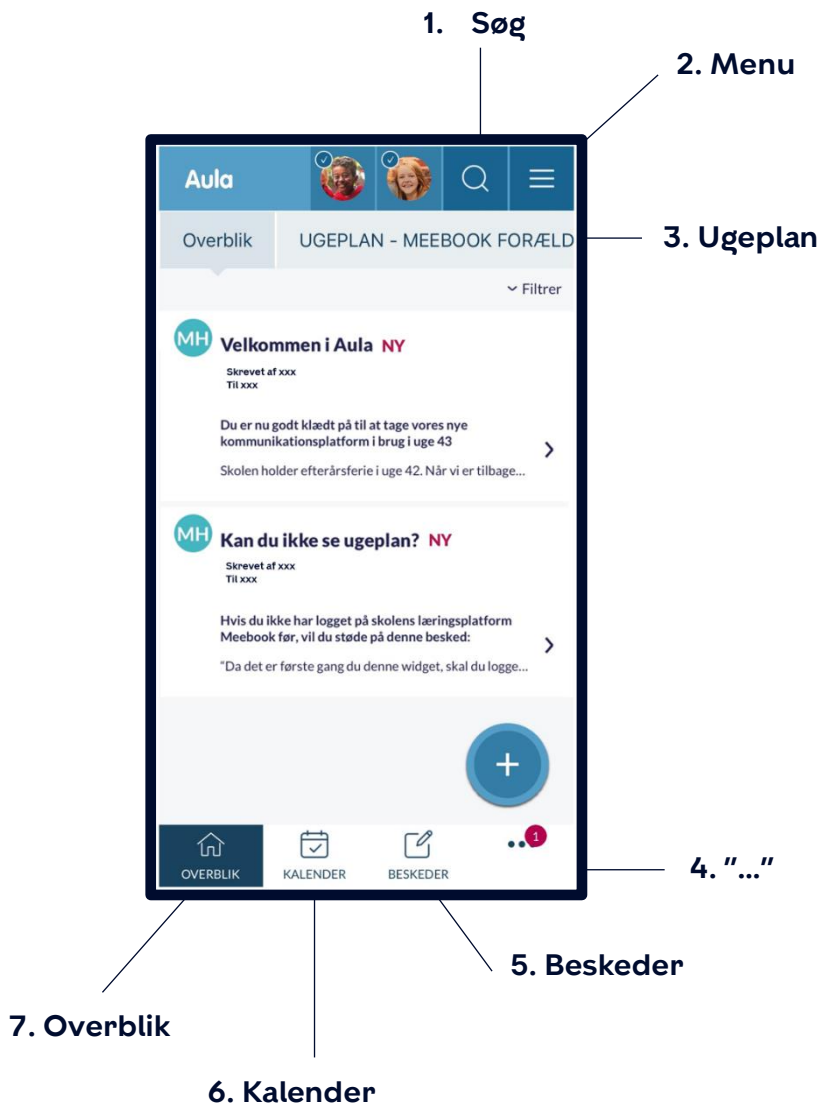 1. Søg
2. Menu
Aula
Overblik UGEPLAN - MEEBOOK FORÆLD
3. Ugeplan
Filtrer
MH
Velkommen i Aula NY
Skrevet af xxx
Til xxx
Du er nu godt klædt på til at tage vores nye
kommunikationsplatform i brug i uge 43
Skolen holder efterårsferie i uge 42. Når vi er tilbage...
MH
Kan du ikke se ugeplan? NY
Skrevet af xxx
Til xxx
Hvis du ikke har logget på skolens læringsplatform
Meebook før, vil du støde på denne besked:
"Da det er første gang du denne widget, skal du logge...
+
1
OVERBLIK KALENDER BESKEDER
4. "..."
5. Beskeder
7. Overblik
6. Kalender